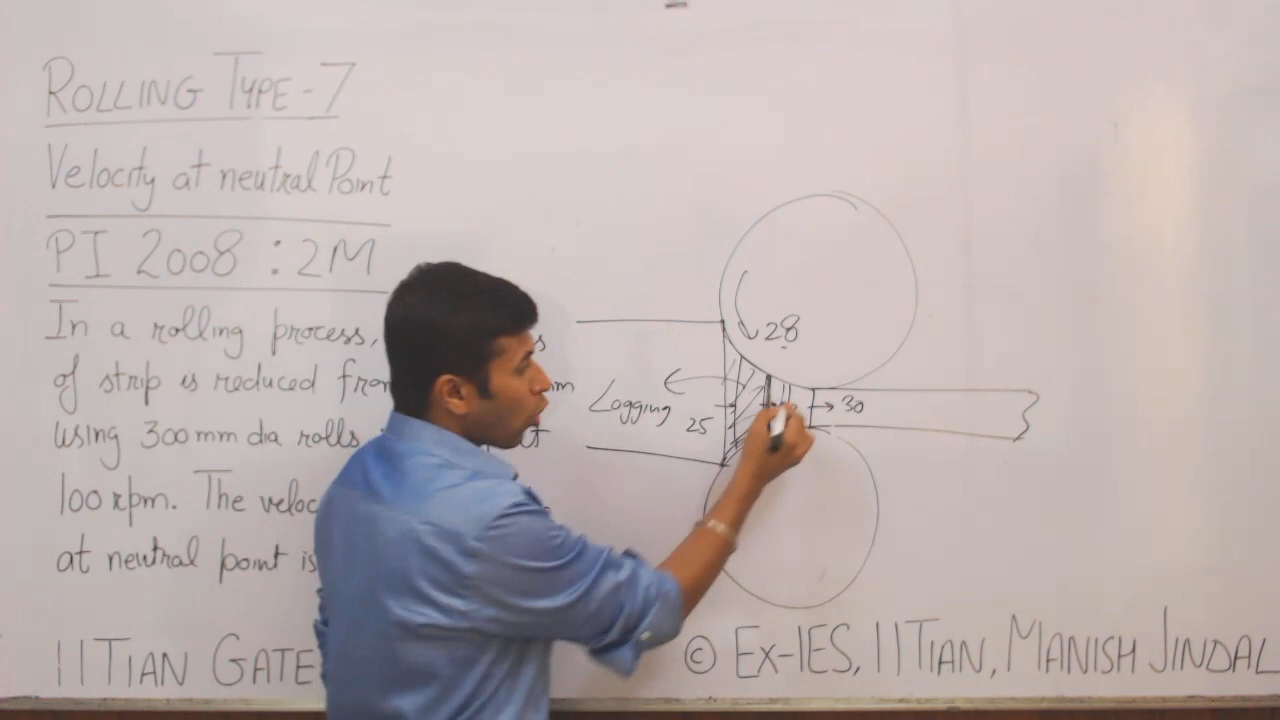 ROLLING TYPE-7
Velocity at neutral Point
PI 2008 : 2M
In a rolling process,
of strip is reduced from mm
using 300mm dia rolls
100 rpm. The
at neutral point is
IITIAN GATE
28
Lagging
25
30
© EX-IES, IITIAN, MANISH JINDAL